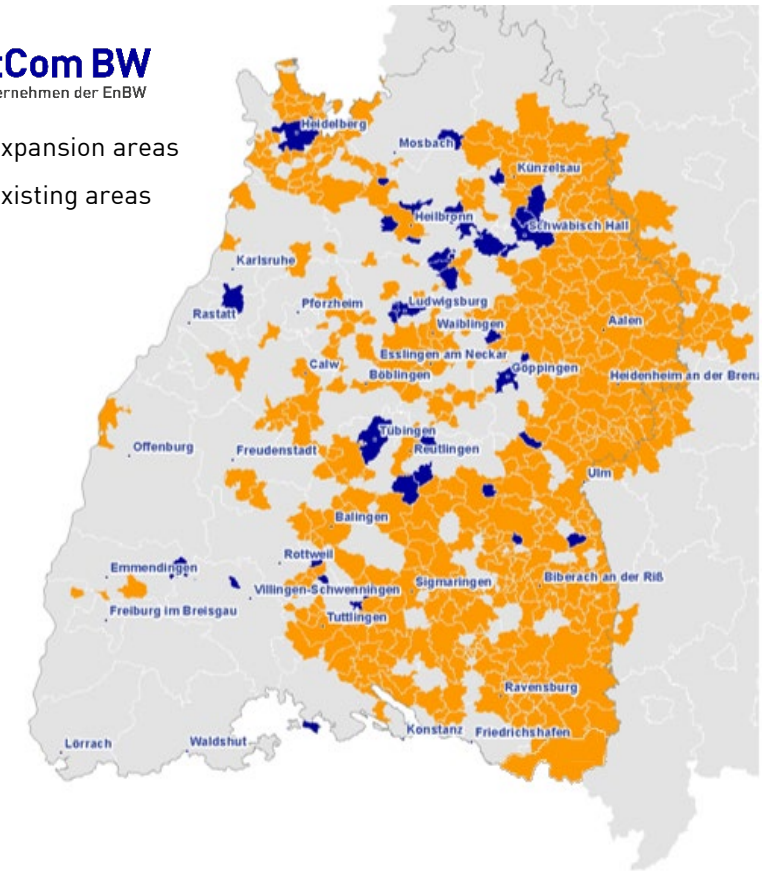 tCom BW
ernehmen der EnBW
xpansion areas
xisting areas
Heidelberg
Mosbach
Künzelsau
Heilbronn
Schwäbisch Hall
Karlsruhe
Ludwigsburg
Rastatt
Pforzheim
Waiblingen
Aalen
Esslingen am Neckar
Calw
Göppingen
Böblingen
Heidenheim an der Brenz
Tübingen
Offenburg
Freudenstadt
Reutlingen
Ulm
Balingen
Rottweil
Emmendingen
Sigmaringen
Biberach an der Riß
Villingen-Schwenningen
Freiburg im Breisgau
Tuttlingen
Ravensburg
Konstanz
Friedrichshafen
Lörrach
Waldshut